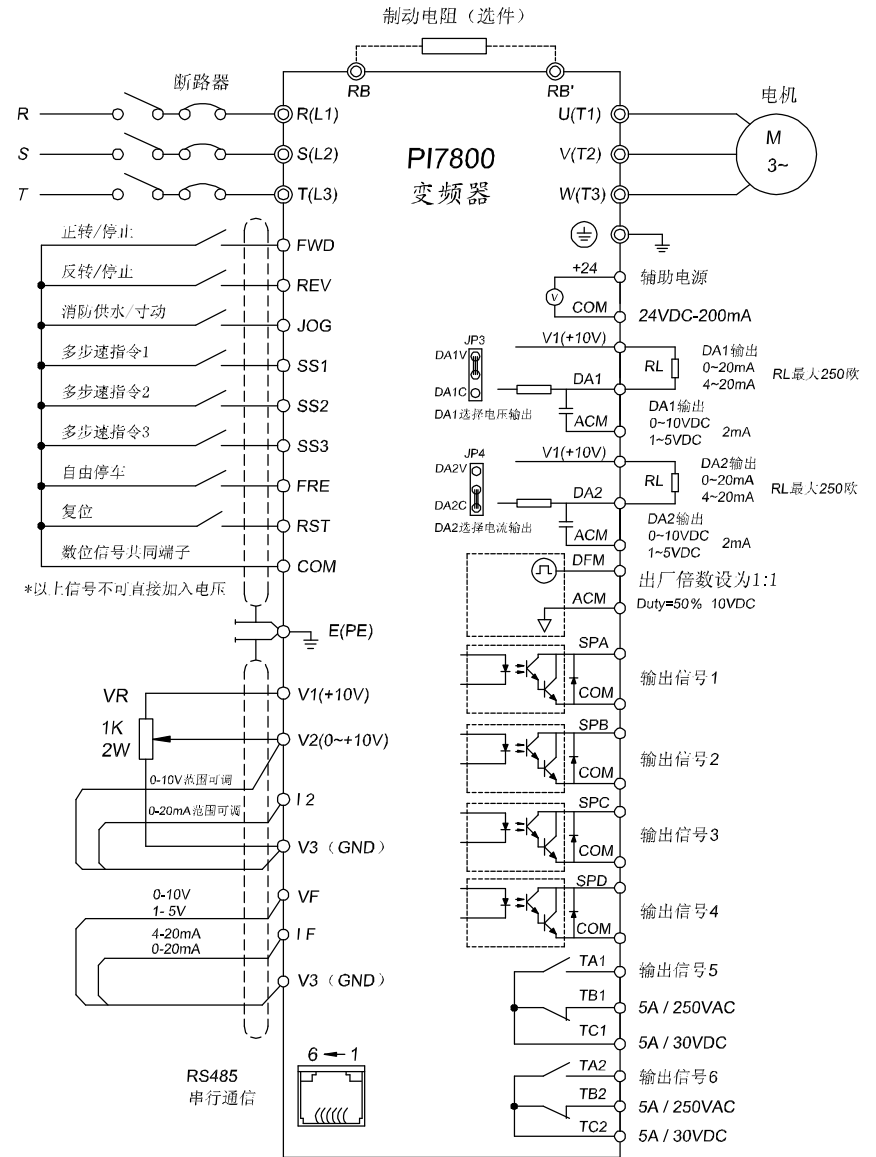 制动电阻（选件）
RB
RB'
断路器
R
R(L1)
S
S(L2)
T
T(L3)
PI7800
变频器
U(T1)
V(T2)
W(T3)
电机
M
3~
正转/停止
FWD
反转/停止
REV
消防供水/寸动
JOG
多步速指令1
SS1
多步速指令2
SS2
多步速指令3
SS3
自由停车
FRE
复位
RST
数位信号共同端子
COM
*以上信号不可直接加入电压
E(PE)
VR
1K
2W
V1(+10V)
V2(0~+10V)
0-10V范围可调
I2
0-20mA范围可调
V3（GND）
0-10V
1- 5V
VF
4-20mA
0-20mA
IF
V3（GND）
RS485
串行通信
6
1
+24
辅助电源
V
COM
24VDC-200mA
JP3
DA1V
DA1C
DA1选择电压输出
V1(+10V)
RL
DA1
ACM
DA1输出
0~20mA
4~20mA
RL最大250欧
DA1输出
0~10VDC
1~5VDC
2mA
JP4
DA2V
DA2C
DA2选择电流输出
V1(+10V)
RL
DA2
ACM
DA2输出
0~20mA
4~20mA
RL最大250欧
DA2输出
0~10VDC
1~5VDC
2mA
DFM
出厂倍数设为1:1
ACM
Duty=50% 10VDC
SPA
COM
输出信号1
SPB
COM
输出信号2
SPC
COM
输出信号3
SPD
COM
输出信号4
TA1
输出信号5
TB1
5A / 250VAC
TC1
5A / 30VDC
TA2
输出信号6
TB2
5A / 250VAC
TC2
5A / 30VDC